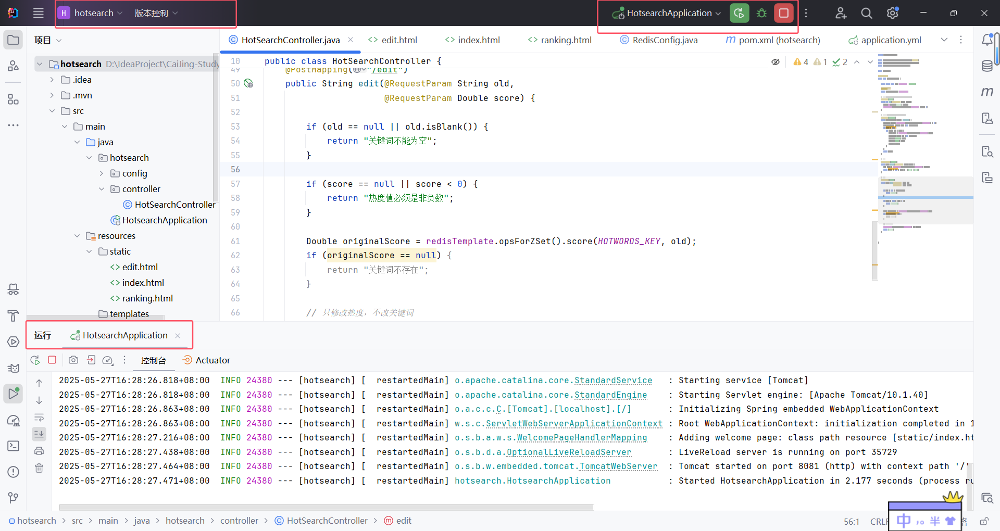 H hotsearch 版本控制 HotsearchApplication
项目
HotSearchController.java edit.html index.html ranking.html RedisConfig.java pom.xml (hotsearch) application.yml
hotsearch D:\IdeaProject\CaiJing-Study
.idea
.mvn
src
main
java
hotsearch
config
controller
HotSearchController
HotsearchApplication
resources
static
edit.html
index.html
ranking.html
templates
10 public class HotSearchController {
4 1 2
49 @PostMapping("/edit")
50 public String edit(@RequestParam String old,
51 @RequestParam Double score) {
52
53 if (old == null || old.isBlank()) {
54 return "关键词不能为空";
55 }
56
57 if (score == null || score < 0) {
58 return "热度值必须是非负数";
59 }
60
61 Double originalScore = redisTemplate.opsForZSet().score(HOTWORDS_KEY, old);
62 if (originalScore == null) {
63 return "关键词不存在";
64 }
65
66 // 只修改热度，不改关键词
运行 HotsearchApplication
控制台 Actuator
2025-05-27T16:28:26.818+08:00 INFO 24380 --- [hotsearch] [ restartedMain] o.apache.catalina.core.StandardService : Starting service [Tomcat]
2025-05-27T16:28:26.818+08:00 INFO 24380 --- [hotsearch] [ restartedMain] o.apache.catalina.core.StandardEngine : Starting Servlet engine: [Apache Tomcat/10.1.40]
2025-05-27T16:28:26.863+08:00 INFO 24380 --- [hotsearch] [ restartedMain] o.a.c.c.C.[Tomcat].[localhost].[/] : Initializing Spring embedded WebApplicationContext
2025-05-27T16:28:26.863+08:00 INFO 24380 --- [hotsearch] [ restartedMain] w.s.c.ServletWebServerApplicationContext : Root WebApplicationContext: initialization completed in 1
2025-05-27T16:28:27.216+08:00 INFO 24380 --- [hotsearch] [ restartedMain] o.s.b.a.w.s.WelcomePageHandlerMapping : Adding welcome page: class path resource [static/index.ht
2025-05-27T16:28:27.438+08:00 INFO 24380 --- [hotsearch] [ restartedMain] o.s.b.d.a.OptionalLiveReloadServer : LiveReload server is running on port 35729
2025-05-27T16:28:27.464+08:00 INFO 24380 --- [hotsearch] [ restartedMain] o.s.b.w.embedded.tomcat.TomcatWebServer : Tomcat started on port 8081 (http) with context path '/'
2025-05-27T16:28:27.471+08:00 INFO 24380 --- [hotsearch] [ restartedMain] hotsearch.HotsearchApplication : Started HotsearchApplication in 2.177 seconds (process ru
hotsearch > src > main > java > hotsearch > controller > HotSearchController > edit
56:1 CRLF
中 ,。 半